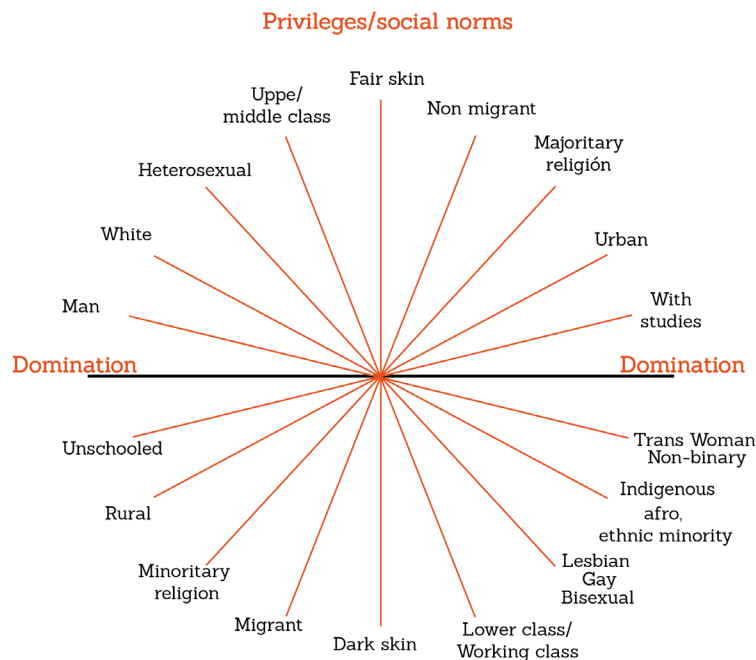 Privileges/social norms
Fair skin
Uppe/
middle class
Non migrant
Majoritary
religión
Heterosexual
White
Urban
Man
With
studies
Domination
Domination
Unschooled
Trans Woman
Non-binary
Rural
Indigenous
afro,
ethnic minority
Minoritary
religion
Lesbian
Gay
Bisexual
Migrant
Dark skin
Lower class/
Working class